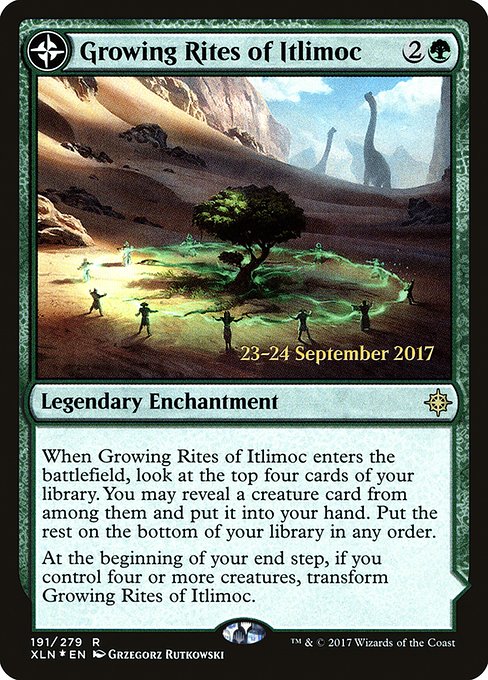 Growing Rites of Itlimoc 2
23–24 September 2017
Legendary Enchantment
When Growing Rites of Itlimoc enters the
battlefield, look at the top four cards of your
library. You may reveal a creature card from
among them and put it into your hand. Put the
rest on the bottom of your library in any order.
At the beginning of your end step, if you
control four or more creatures, transform
Growing Rites of Itlimoc.
191/279 R
XLN EN Grzegorz Rutkowski
™ & © 2017 Wizards of the Coast